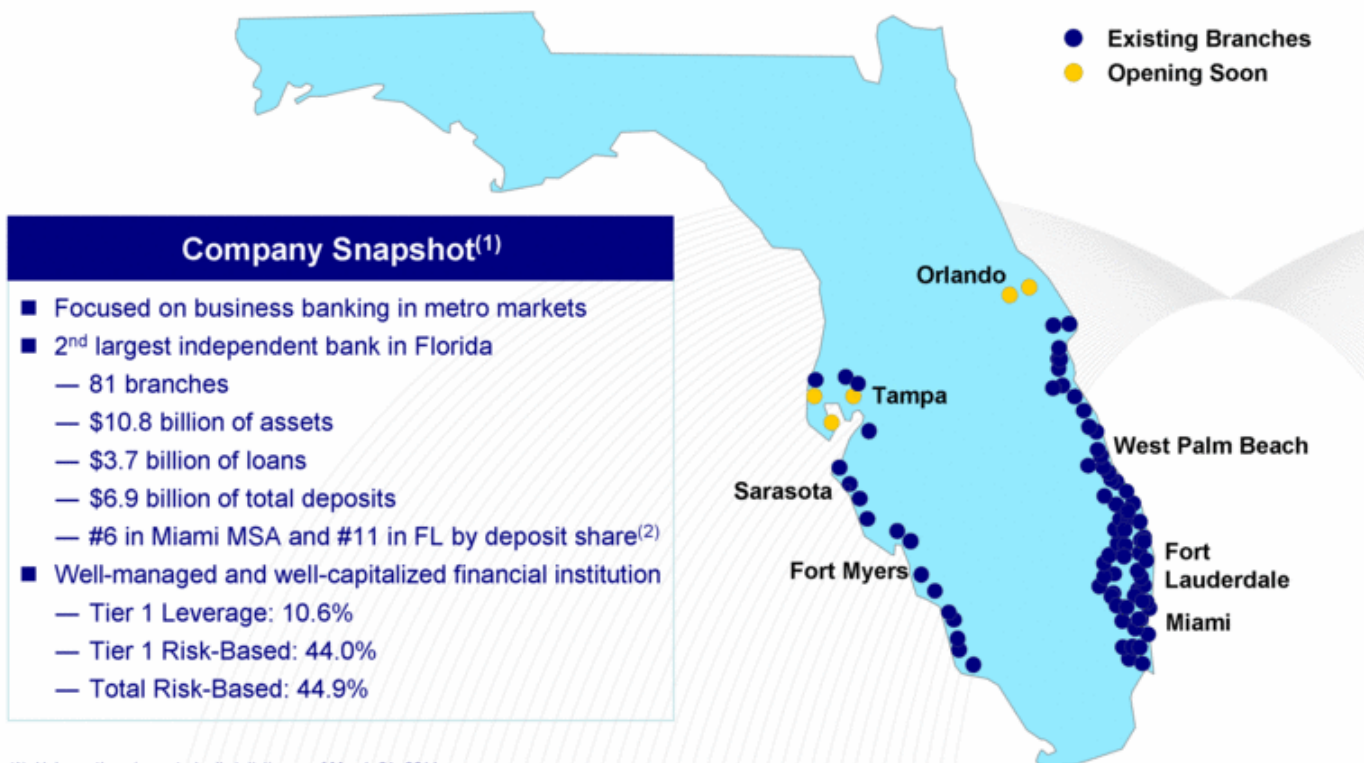 Existing Branches
Opening Soon
Company Snapshot(1)
■ Focused on business banking in metro markets
■ 2nd largest independent bank in Florida
— 81 branches
— $10.8 billion of assets
— $3.7 billion of loans
— $6.9 billion of total deposits
— #6 in Miami MSA and #11 in FL by deposit share(2)
■ Well-managed and well-capitalized financial institution
— Tier 1 Leverage: 10.6%
— Tier 1 Risk-Based: 44.0%
— Total Risk-Based: 44.9%
Orlando
Tampa
West Palm Beach
Sarasota
Fort Myers
Fort
Lauderdale
Miami